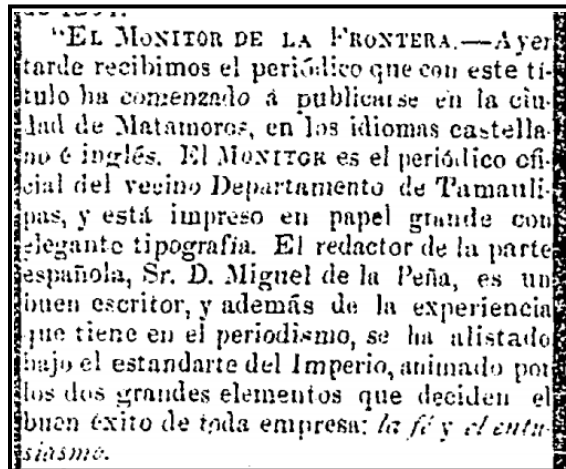 "EL MONITOR DE LA FRONTERA.—Ayer
tarde recibimos el periódico que con este tí-
tulo ha comenzado á publicarse en la ciu-
dad de Matamoros, en los idiomas castella-
no é inglés. El MONITOR es el periódico ofi-
cial del vecino Departamento de Tamauli-
pas, y está impreso en papel grande con
elegante tipografía. El redactor de la parte
española, Sr. D. Miguel de la Peña, es un
buen escritor, y además de la experiencia
que tiene en el periodismo, se ha alistado
bajo el estandarte del Imperio, animado por
los dos grandes elementos que deciden el
buen éxito de toda empresa: la fé y el entu-
siasmo.